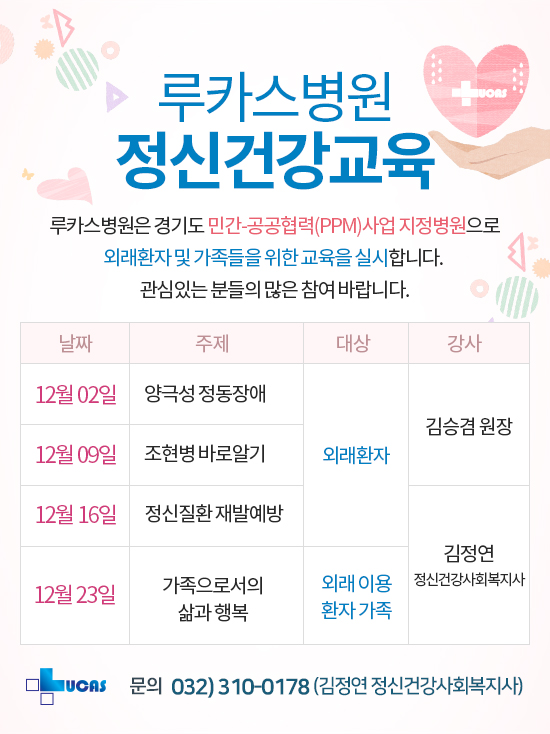 LUCAS
루카스병원
정신건강교육
루카스병원은 경기도 민간-공공협력(PPM)사업 지정병원으로
외래환자 및 가족들을 위한 교육을 실시합니다.
관심있는 분들의 많은 참여 바랍니다.
날짜 주제 대상 강사
12월 02일 양극성 정동장애
김승겸 원장
12월 09일 조현병 바로알기 외래환자
12월 16일 정신질환 재발예방
김정연
정신건강사회복지사
12월 23일 가족으로서의
삶과 행복
외래 이용
환자 가족
LUCAS 문의 032) 310-0178 (김정연 정신건강사회복지사)